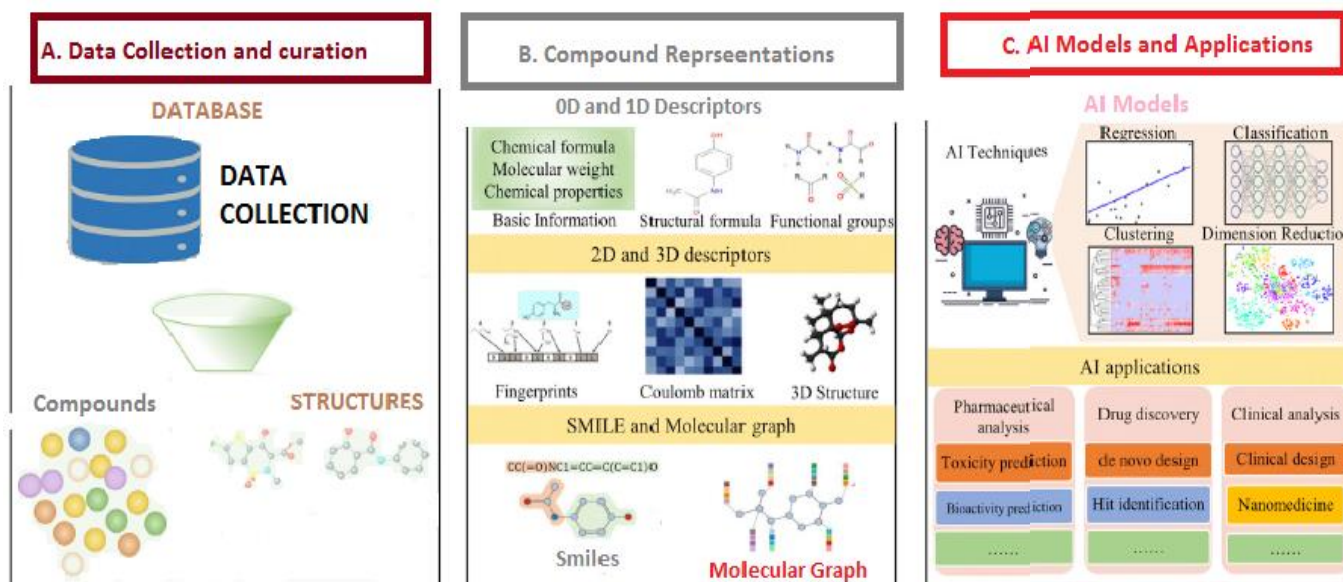 A. Data Collection and curation
DATABASE
DATA
COLLECTION
Compounds
STRUCTURES
B. Compound Reprseentations
0D and 1D Descriptors
Chemical formula
Molecular weight
Chemical properties
Basic Information
Structural formula
Functional groups
2D and 3D descriptors
Fingerprints
Coulomb matrix
3D Structure
SMILE and Molecular graph
CC(=O)NC1=CC=C(C=C1)O
Smiles
Molecular Graph
C. AI Models and Applications
AI Models
AI Techniques
Regression
Classification
Clustering
Dimension Reduction
AI applications
Pharmaceutical
analysis
Toxicity prediction
Bioactivity prediction
......
Drug discovery
de novo design
Hit identification
......
Clinical analysis
Clinical design
Nanomedicine
......